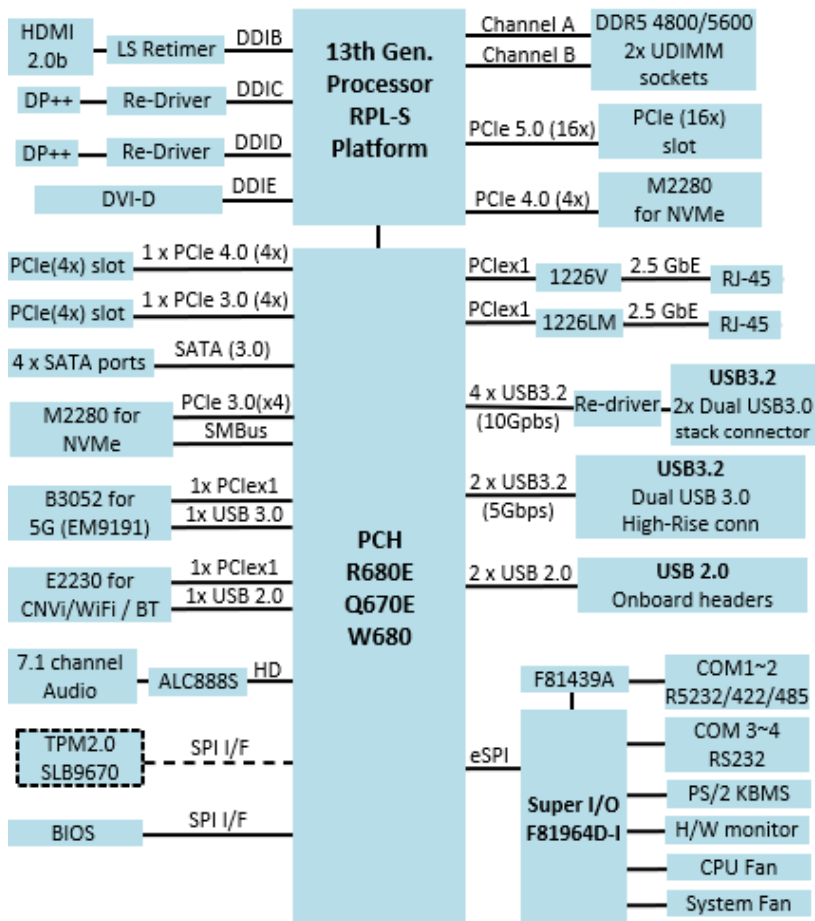 HDMI
2.0b
LS Retimer
DDIB
DP++
Re-Driver
DDIC
DP++
Re-Driver
DDID
DVI-D
DDIE
13th Gen.
Processor
RPL-S
Platform
Channel A
Channel B
DDR5 4800/5600
2x UDIMM
sockets
PCIe 5.0 (16x)
PCIe (16x)
slot
PCIe 4.0 (4x)
M2280
for NVMe
PCIe(4x) slot
1 x PCIe 4.0 (4x)
PCIe(4x) slot
1 x PCIe 3.0 (4x)
4 x SATA ports
SATA (3.0)
M2280 for
NVMe
PCIe 3.0(x4)
SMBus
B3052 for
5G (EM9191)
1x PCIex1
1x USB 3.0
E2230 for
CNVi/WiFi / BT
1x PCIex1
1x USB 2.0
7.1 channel
Audio
ALC888S
HD
TPM2.0
SLB9670
SPI I/F
BIOS
SPI I/F
PCH
R680E
Q670E
W680
PCIex1
1226V
2.5 GbE
RJ-45
PCIex1
1226LM
2.5 GbE
RJ-45
4 x USB3.2
(10Gpbs)
Re-driver
USB3.2
2x Dual USB3.0
stack connector
2 x USB3.2
(5Gbps)
USB3.2
Dual USB 3.0
High-Rise conn
2 x USB 2.0
USB 2.0
Onboard headers
F81439A
COM1~2
R5232/422/485
eSPI
Super I/O
F81964D-I
COM 3~4
RS232
PS/2 KBMS
H/W monitor
CPU Fan
System Fan